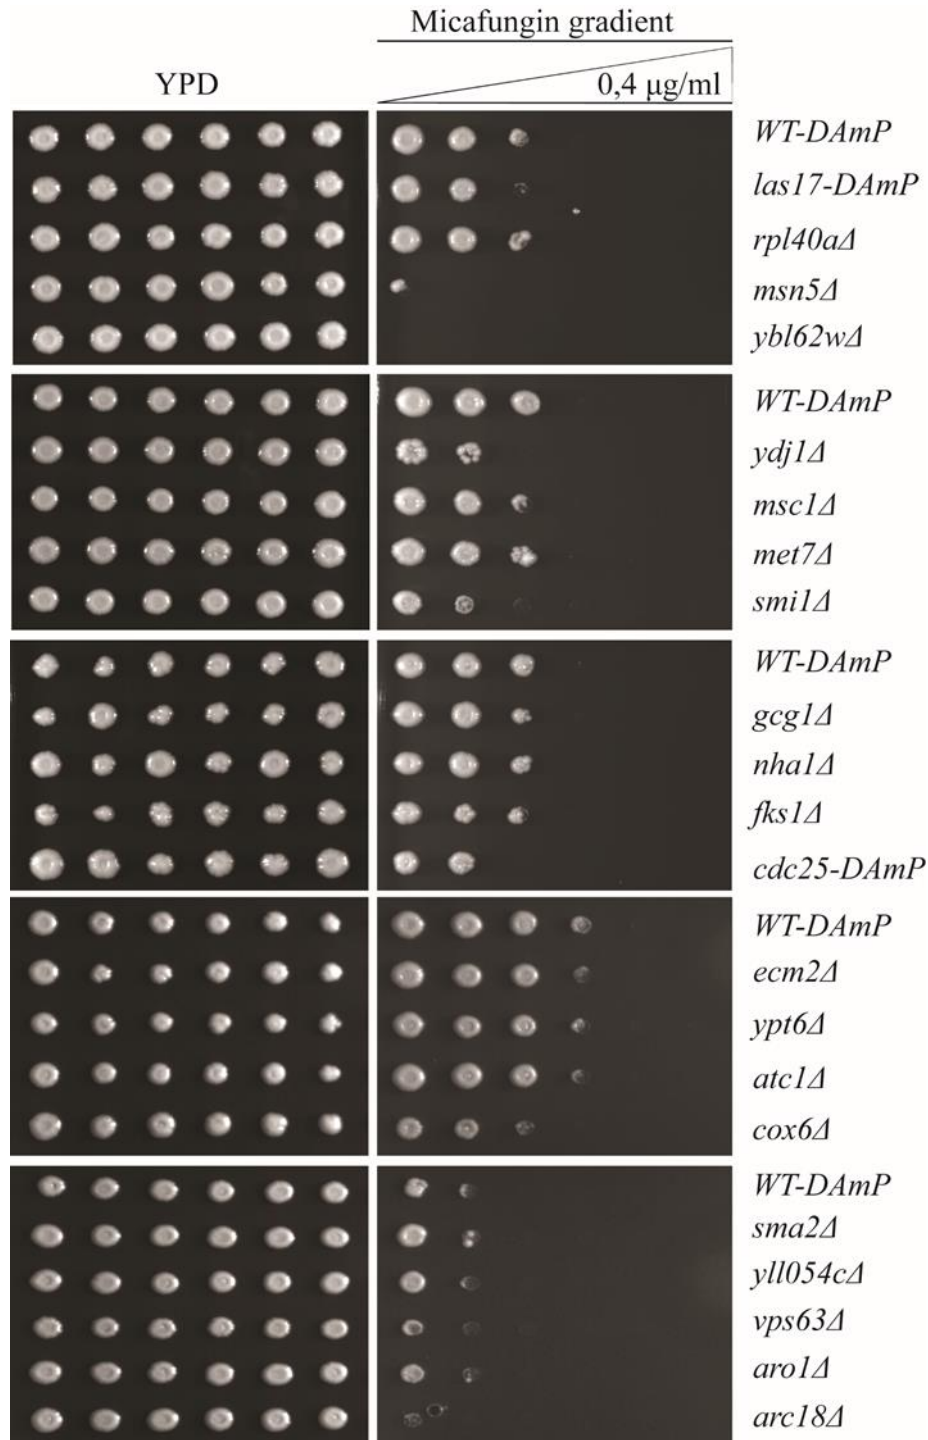 Micafungin gradient
YPD
0,4 µg/ml
WT-DAmP
las17-DAmP
rpl40aΔ
msn5Δ
ybl62wΔ
WT-DAmP
ydj1Δ
msc1Δ
met7Δ
smi1Δ
WT-DAmP
gcg1Δ
nha1Δ
fks1Δ
cdc25-DAmP
WT-DAmP
ecm2Δ
ypt6Δ
atc1Δ
cox6Δ
WT-DAmP
sma2Δ
yll054cΔ
vps63Δ
aro1Δ
arc18Δ